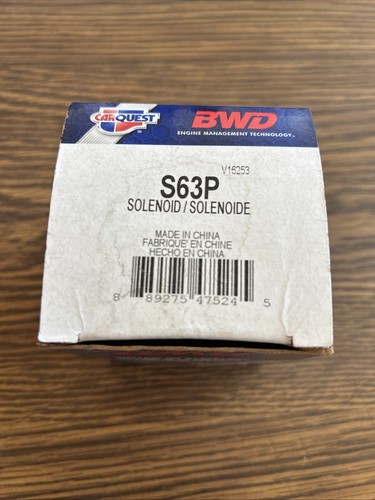 CARQUEST
BWD
ENGINE MANAGEMENT TECHNOLOGY
V16253
S63P
SOLENOID / SOLENOIDE
MADE IN CHINA
FABRIQUE' EN CHINE
HECHO EN CHINA
8 89275 47524 5